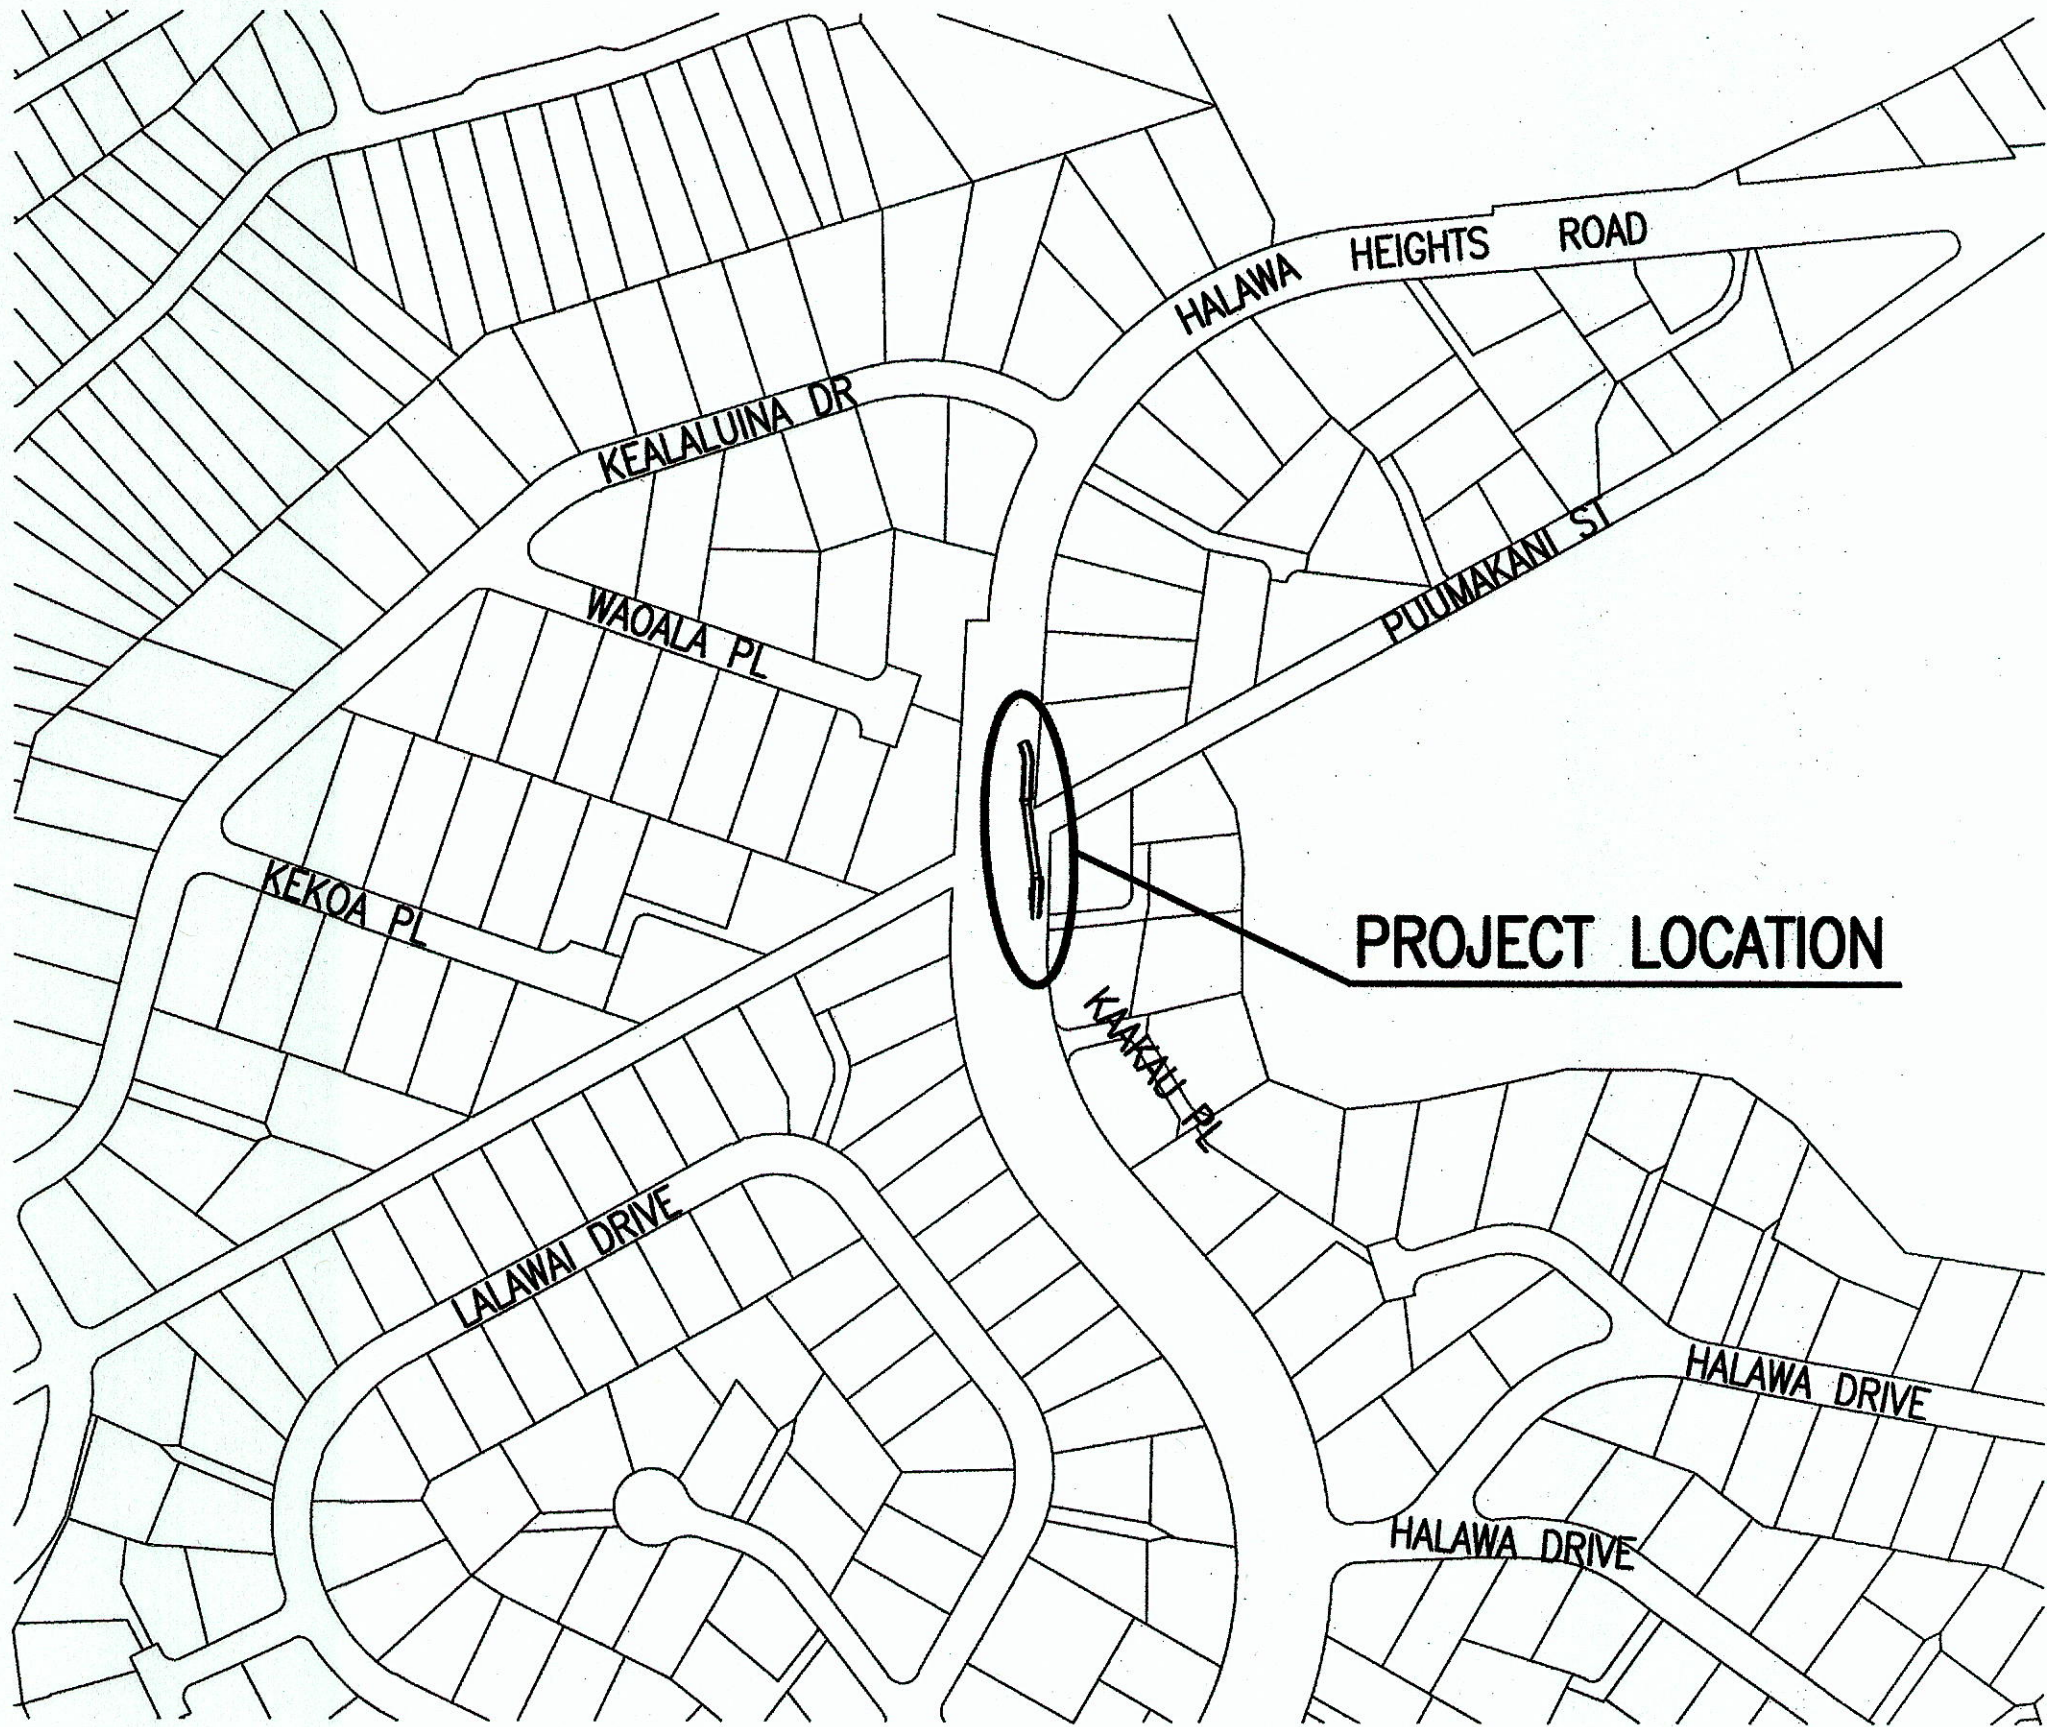 HALAWA HEIGHTS ROAD
KEALALUINA DR
PUUMAKANI ST
WAOALA PL
KEKOA PL
PROJECT LOCATION
KAAKAU PL
LALAWAI DRIVE
HALAWA DRIVE
HALAWA DRIVE